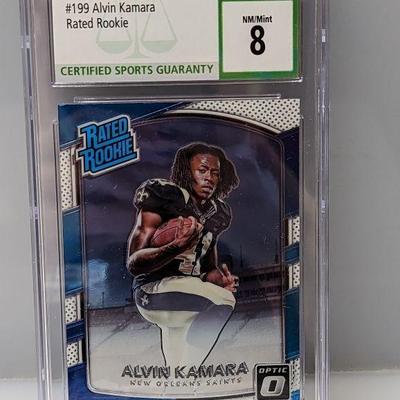 #199 Alvin Kamara
Rated Rookie
NM/Mint
8
CERTIFIED SPORTS GUARANTY
RATED
ROOKIE
ALVIN KAMARA
NEW ORLEANS SAINTS
OPTIC